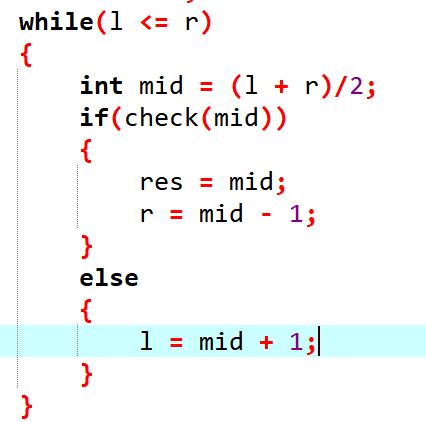 while(l <= r)
{
    int mid = (l + r)/2;
    if(check(mid))
    {
        res = mid;
        r = mid - 1;
    }
    else
    {
        l = mid + 1;
    }
}